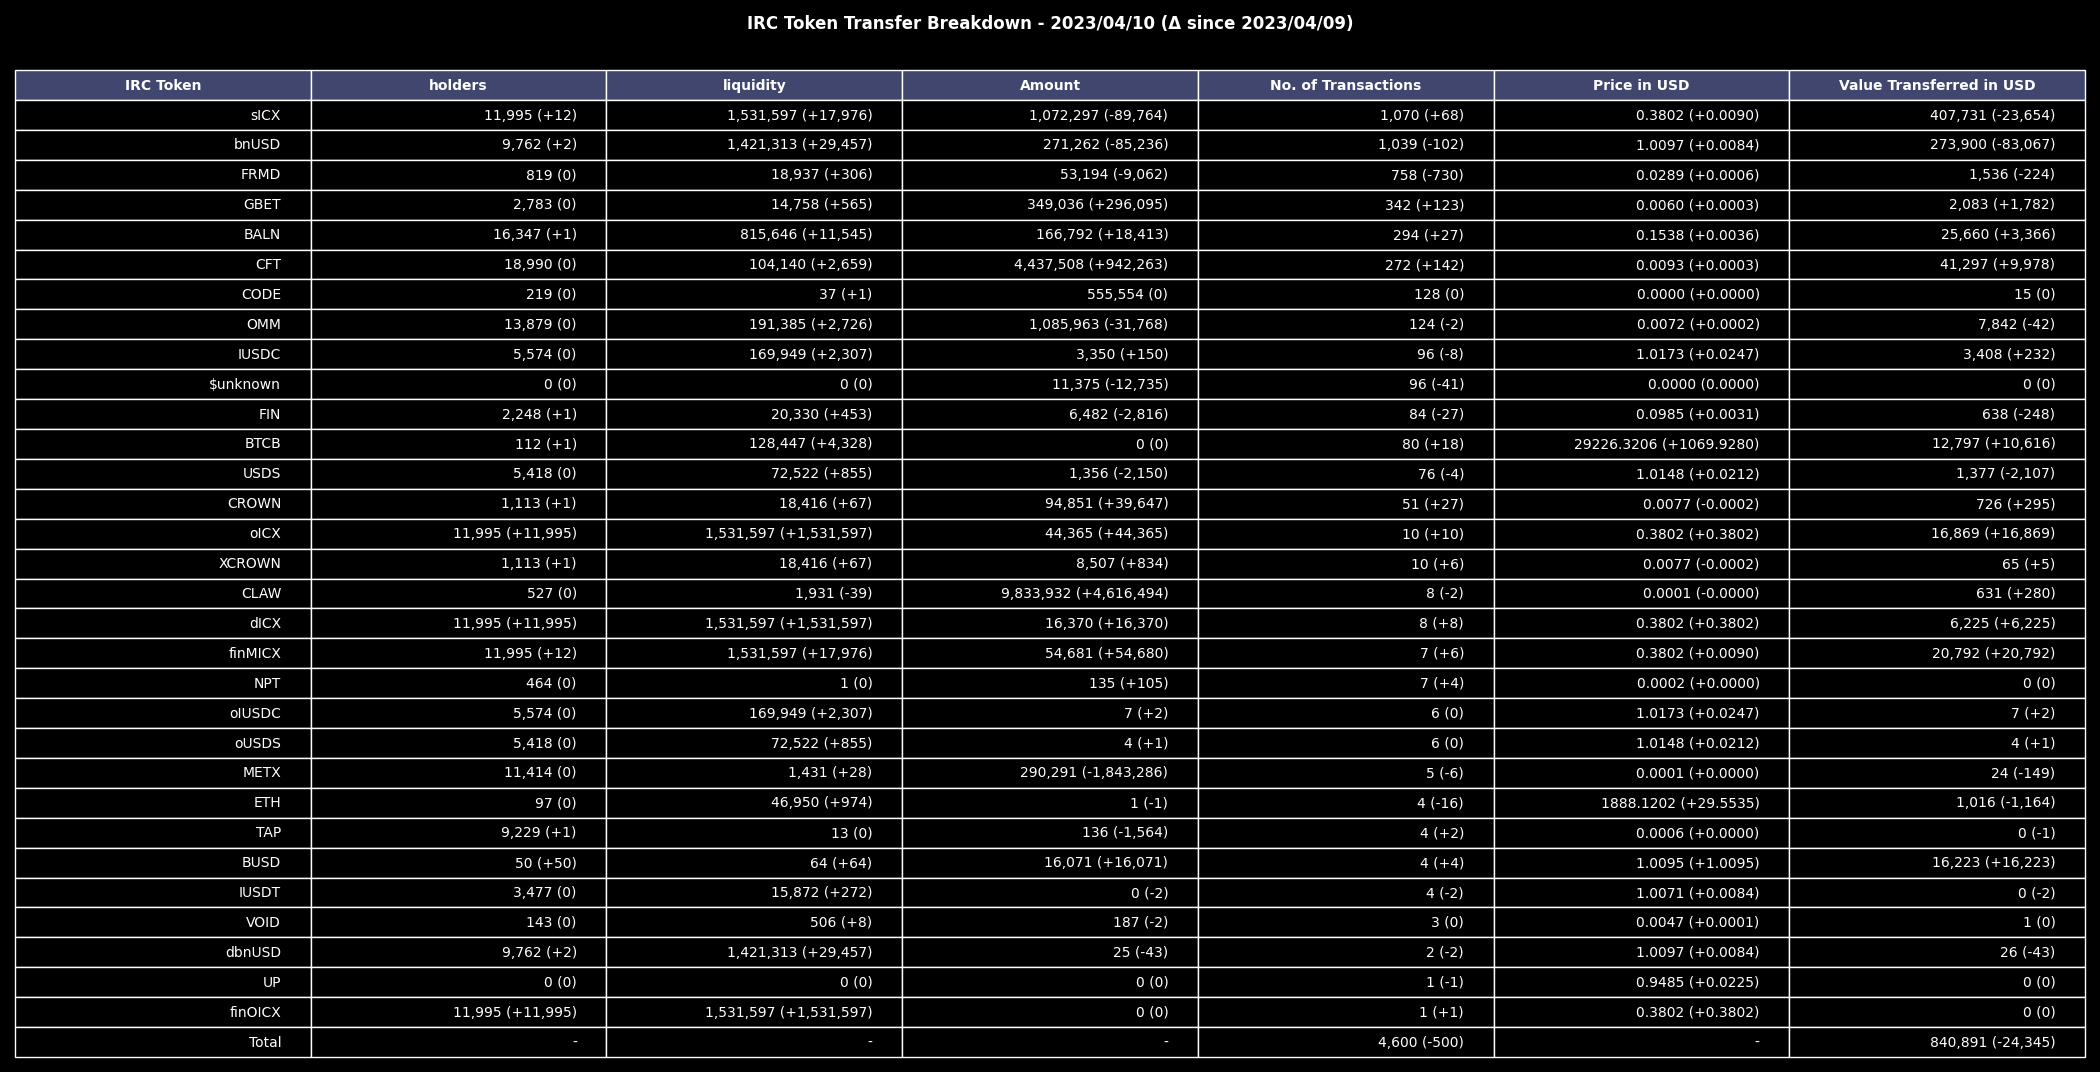 IRC Token Transfer Breakdown - 2023/04/10 (Δ since 2023/04/09)
IRC Token holders liquidity Amount No. of Transactions Price in USD Value Transferred in USD
sICX 11,995 (+12) 1,531,597 (+17,976) 1,072,297 (-89,764) 1,070 (+68) 0.3802 (+0.0090) 407,731 (-23,654)
bnUSD 9,762 (+2) 1,421,313 (+29,457) 271,262 (-85,236) 1,039 (-102) 1.0097 (+0.0084) 273,900 (-83,067)
FRMD 819 (0) 18,937 (+306) 53,194 (-9,062) 758 (-730) 0.0289 (+0.0006) 1,536 (-224)
GBET 2,783 (0) 14,758 (+565) 349,036 (+296,095) 342 (+123) 0.0060 (+0.0003) 2,083 (+1,782)
BALN 16,347 (+1) 815,646 (+11,545) 166,792 (+18,413) 294 (+27) 0.1538 (+0.0036) 25,660 (+3,366)
CFT 18,990 (0) 104,140 (+2,659) 4,437,508 (+942,263) 272 (+142) 0.0093 (+0.0003) 41,297 (+9,978)
CODE 219 (0) 37 (+1) 555,554 (0) 128 (0) 0.0000 (+0.0000) 15 (0)
OMM 13,879 (0) 191,385 (+2,726) 1,085,963 (-31,768) 124 (-2) 0.0072 (+0.0002) 7,842 (-42)
IUSDC 5,574 (0) 169,949 (+2,307) 3,350 (+150) 96 (-8) 1.0173 (+0.0247) 3,408 (+232)
$unknown 0 (0) 0 (0) 11,375 (-12,735) 96 (-41) 0.0000 (0.0000) 0 (0)
FIN 2,248 (+1) 20,330 (+453) 6,482 (-2,816) 84 (-27) 0.0985 (+0.0031) 638 (-248)
BTCB 112 (+1) 128,447 (+4,328) 0 (0) 80 (+18) 29226.3206 (+1069.9280) 12,797 (+10,616)
USDS 5,418 (0) 72,522 (+855) 1,356 (-2,150) 76 (-4) 1.0148 (+0.0212) 1,377 (-2,107)
CROWN 1,113 (+1) 18,416 (+67) 94,851 (+39,647) 51 (+27) 0.0077 (-0.0002) 726 (+295)
oICX 11,995 (+11,995) 1,531,597 (+1,531,597) 44,365 (+44,365) 10 (+10) 0.3802 (+0.3802) 16,869 (+16,869)
XCROWN 1,113 (+1) 18,416 (+67) 8,507 (+834) 10 (+6) 0.0077 (-0.0002) 65 (+5)
CLAW 527 (0) 1,931 (-39) 9,833,932 (+4,616,494) 8 (-2) 0.0001 (-0.0000) 631 (+280)
dICX 11,995 (+11,995) 1,531,597 (+1,531,597) 16,370 (+16,370) 8 (+8) 0.3802 (+0.3802) 6,225 (+6,225)
finMICX 11,995 (+12) 1,531,597 (+17,976) 54,681 (+54,680) 7 (+6) 0.3802 (+0.0090) 20,792 (+20,792)
NPT 464 (0) 1 (0) 135 (+105) 7 (+4) 0.0002 (+0.0000) 0 (0)
oIUSDC 5,574 (0) 169,949 (+2,307) 7 (+2) 6 (0) 1.0173 (+0.0247) 7 (+2)
oUSDS 5,418 (0) 72,522 (+855) 4 (+1) 6 (0) 1.0148 (+0.0212) 4 (+1)
METX 11,414 (0) 1,431 (+28) 290,291 (-1,843,286) 5 (-6) 0.0001 (+0.0000) 24 (-149)
ETH 97 (0) 46,950 (+974) 1 (-1) 4 (-16) 1888.1202 (+29.5535) 1,016 (-1,164)
TAP 9,229 (+1) 13 (0) 136 (-1,564) 4 (+2) 0.0006 (+0.0000) 0 (-1)
BUSD 50 (+50) 64 (+64) 16,071 (+16,071) 4 (+4) 1.0095 (+1.0095) 16,223 (+16,223)
IUSDT 3,477 (0) 15,872 (+272) 0 (-2) 4 (-2) 1.0071 (+0.0084) 0 (-2)
VOID 143 (0) 506 (+8) 187 (-2) 3 (0) 0.0047 (+0.0001) 1 (0)
dbnUSD 9,762 (+2) 1,421,313 (+29,457) 25 (-43) 2 (-2) 1.0097 (+0.0084) 26 (-43)
UP 0 (0) 0 (0) 0 (0) 1 (-1) 0.9485 (+0.0225) 0 (0)
finOICX 11,995 (+11,995) 1,531,597 (+1,531,597) 0 (0) 1 (+1) 0.3802 (+0.3802) 0 (0)
Total - - - 4,600 (-500) - 840,891 (-24,345)